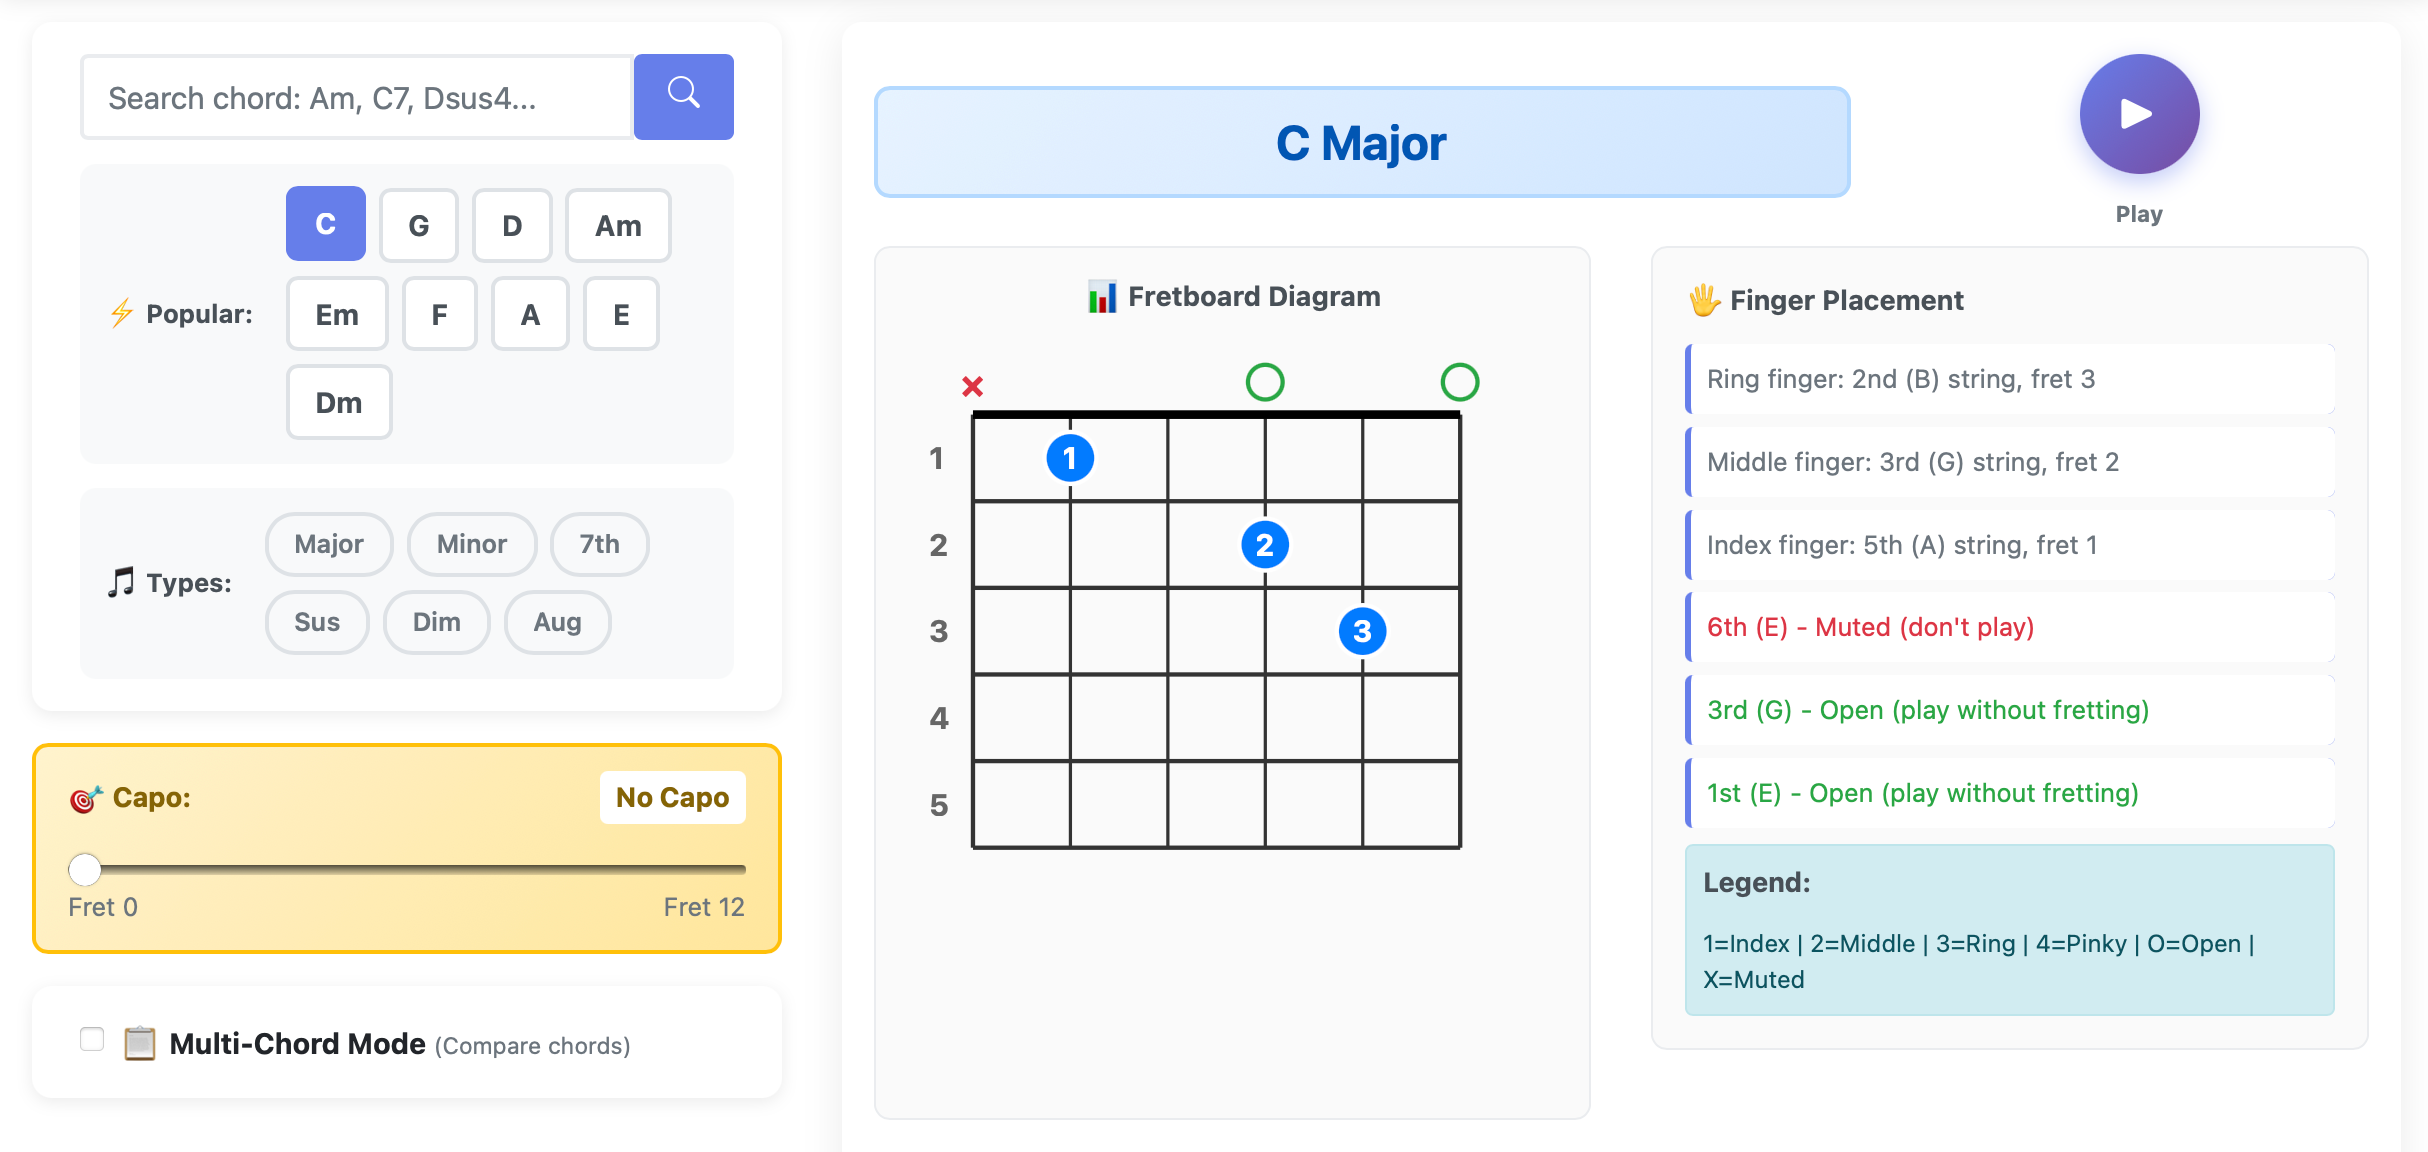 Search chord: Am, C7, Dsus4...
⚡ Popular:
C G D Am
Em F A E
Dm
🎵 Types:
Major Minor 7th
Sus Dim Aug
🎯 Capo:
No Capo
Fret 0
Fret 12
📋 Multi-Chord Mode (Compare chords)
C Major
Play
📊 Fretboard Diagram
×
1 1
2 2
3 3
4
5
🖐 Finger Placement
Ring finger: 2nd (B) string, fret 3
Middle finger: 3rd (G) string, fret 2
Index finger: 5th (A) string, fret 1
6th (E) - Muted (don't play)
3rd (G) - Open (play without fretting)
1st (E) - Open (play without fretting)
Legend:
1=Index | 2=Middle | 3=Ring | 4=Pinky | O=Open |
X=Muted